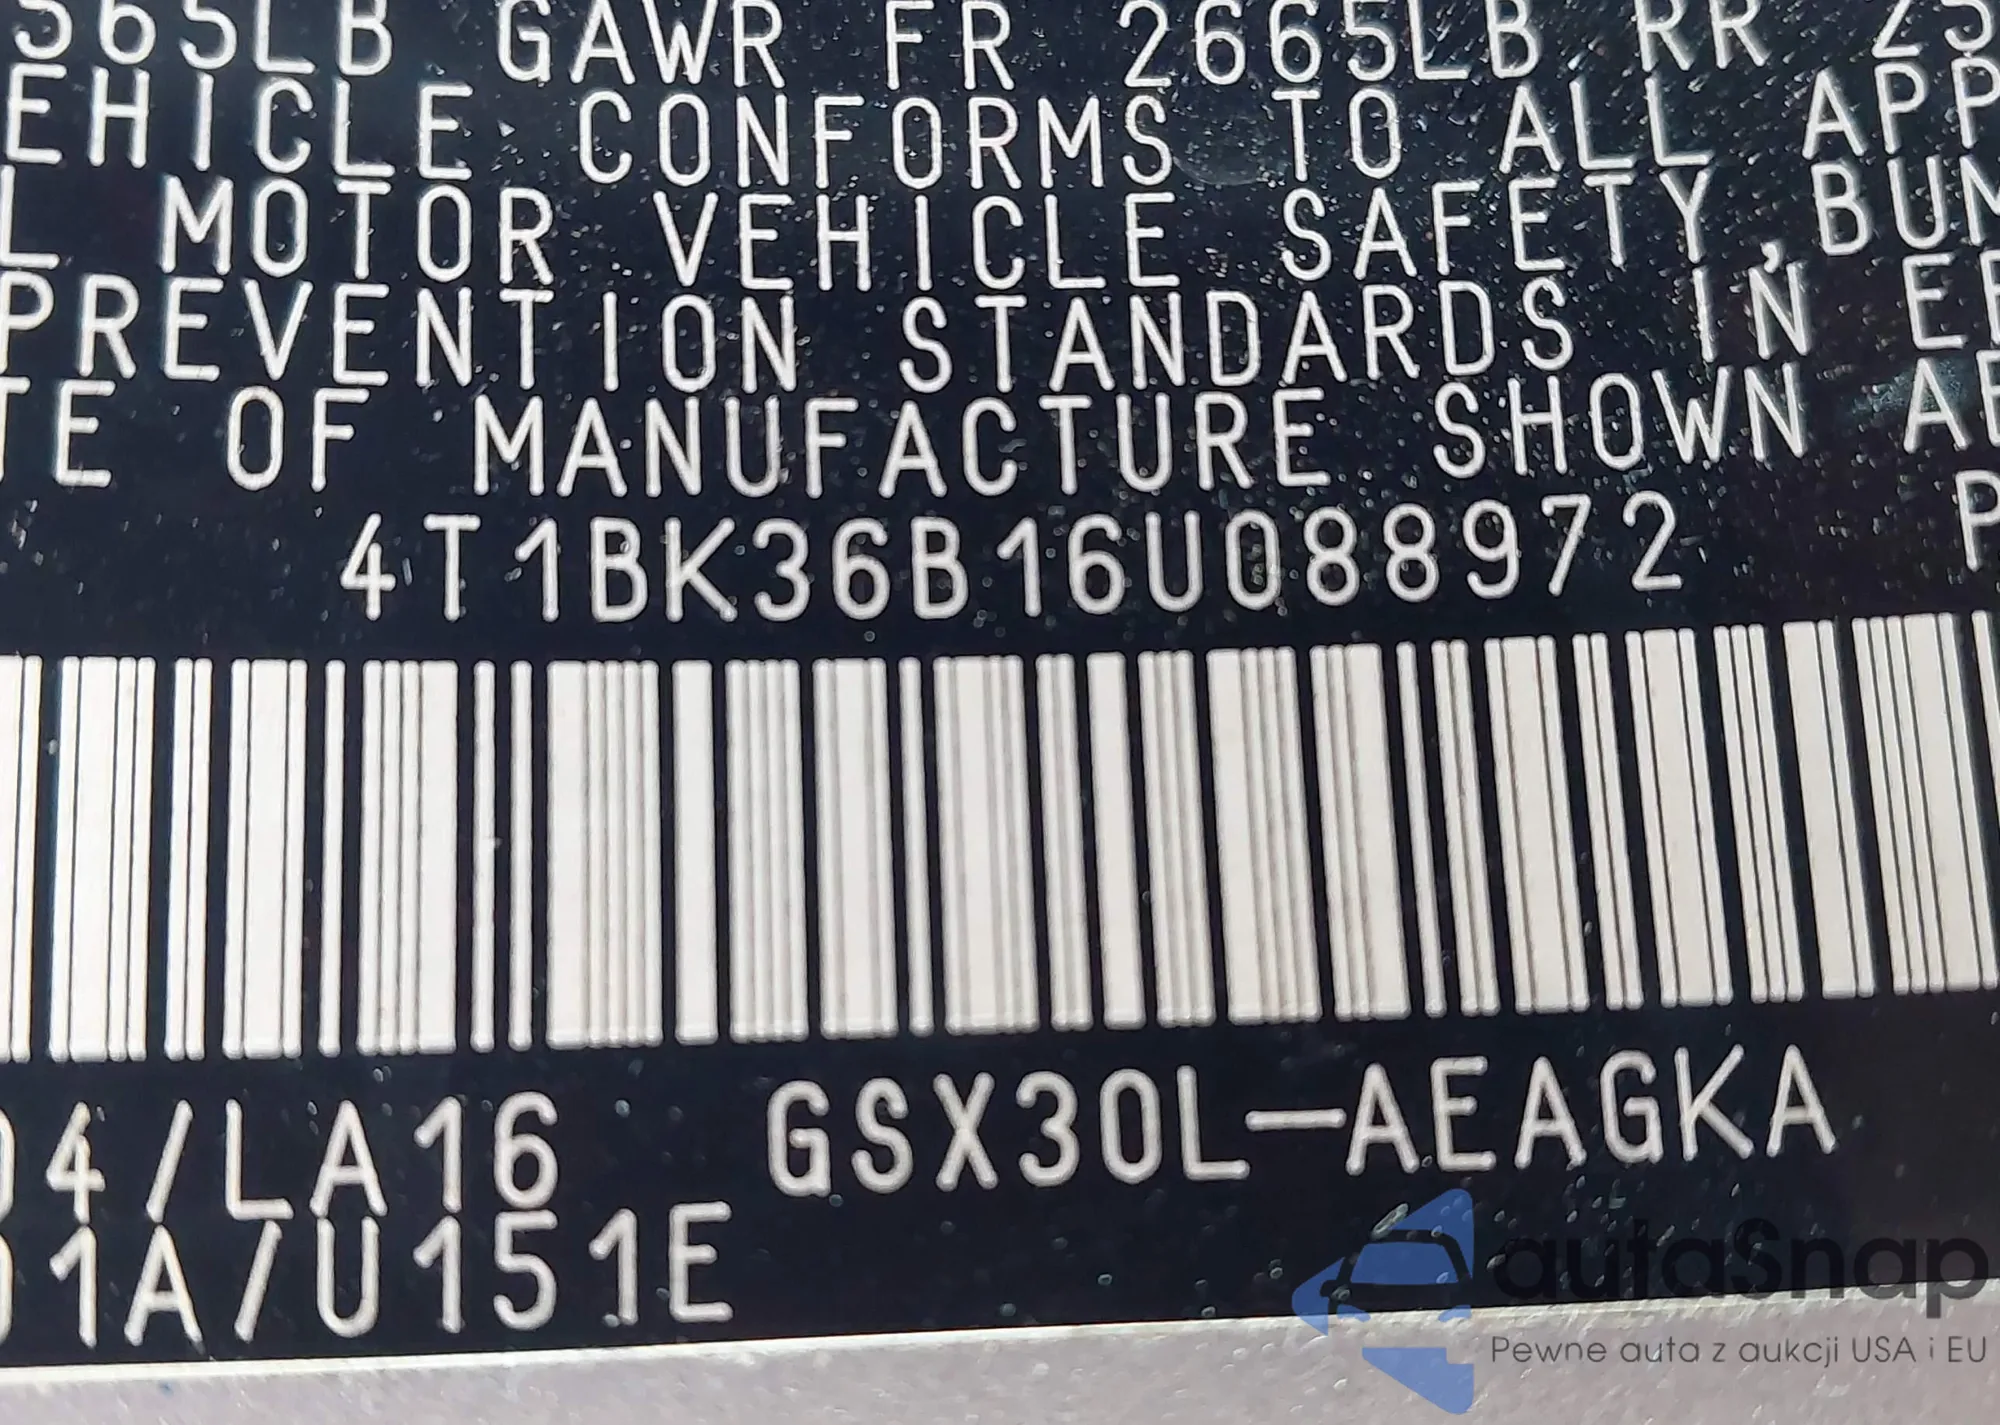 565LB GAWR FR 2665LB RR 25
EHICLE CONFORMS TO ALL APP
L MOTOR VEHICLE SAFETY, BUM
PREVENTION STANDARDS IN EF
TE OF MANUFACTURE SHOWN AB
4T1BK36B16U088972 P
04/LA16 GSX30L-AEAGKA
01A/U151E
autaSnap
Pewne auta z aukcji USA i EU